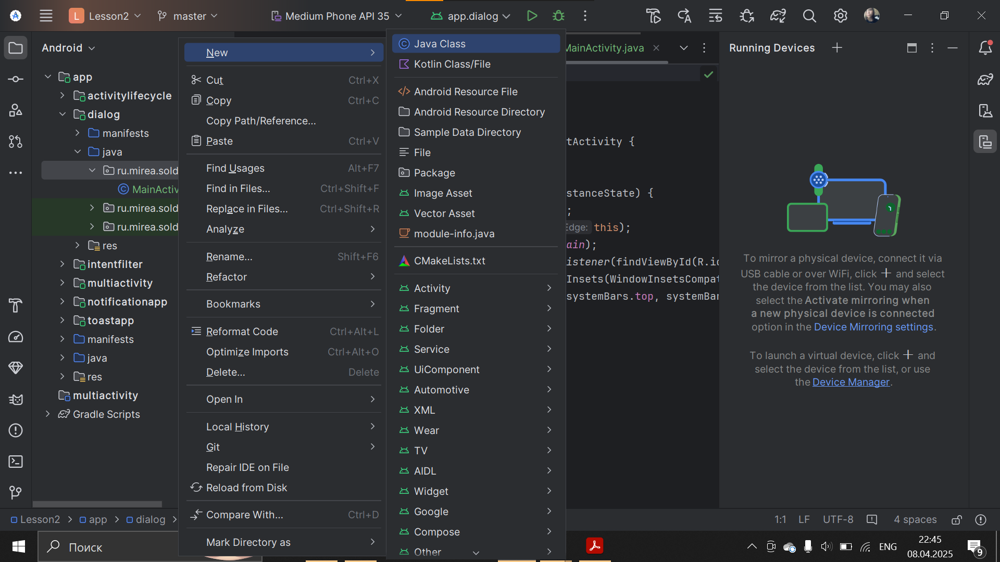 L Lesson2
master
Medium Phone API 35
app.dialog
Android
app
activitylifecycle
dialog
manifests
java
ru.mirea.sold
MainActiv
ru.mirea.sold
ru.mirea.sold
res
intentfilter
multiactivity
notificationapp
toastapp
manifests
java
res
multiactivity
Gradle Scripts
New
Cut Ctrl+X
Copy Ctrl+C
Copy Path/Reference...
Paste Ctrl+V
Find Usages Alt+F7
Find in Files... Ctrl+Shift+F
Replace in Files... Ctrl+Shift+R
Analyze
Rename... Shift+F6
Refactor
Bookmarks
Reformat Code Ctrl+Alt+L
Optimize Imports Ctrl+Alt+O
Delete... Delete
Open In
Local History
Git
Repair IDE on File
Reload from Disk
Compare With... Ctrl+D
Mark Directory as
Java Class
Kotlin Class/File
Android Resource File
Android Resource Directory
Sample Data Directory
File
Package
Image Asset
Vector Asset
module-info.java
CMakeLists.txt
Activity
Fragment
Folder
Service
UiComponent
Automotive
XML
Wear
TV
AIDL
Widget
Google
Compose
Other
MainActivity.java
tActivity {
stanceState) {
;
Edge: this);
ain);
istener(findViewById(R.id
Insets(WindowInsetsCompat
systemBars.top, systemBar
Running Devices
To mirror a physical device, connect it via
USB cable or over WiFi, click + and select
the device from the list. You may also
select the Activate mirroring when
a new physical device is connected
option in the Device Mirroring settings.
To launch a virtual device, click + and
select the device from the list, or use
the Device Manager.
Lesson2 > app > dialog >
1:1 LF UTF-8 4 spaces
Поиск
ENG
22:45
08.04.2025
9